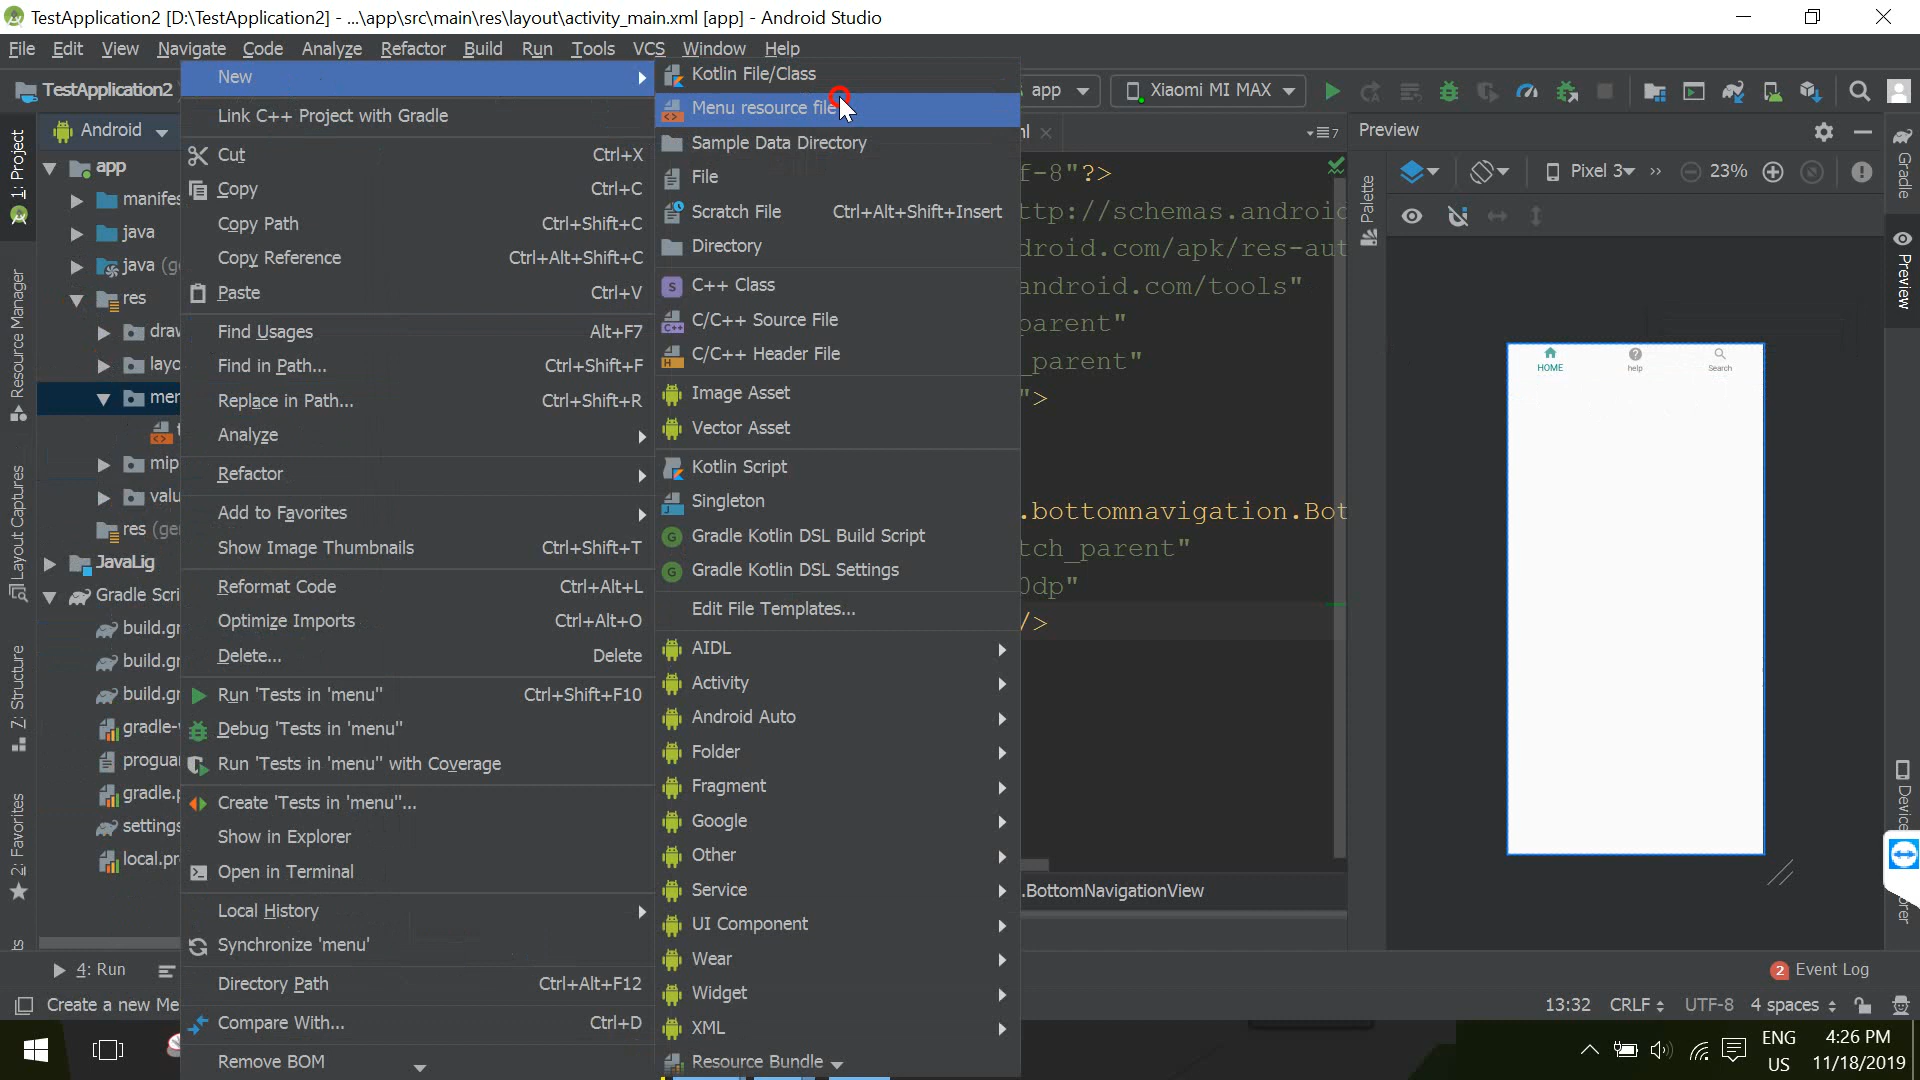 TestApplication2 [D:\TestApplication2] - ...\app\src\main\res\layout\activity_main.xml [app] - Android Studio
File Edit View Navigate Code Analyze Refactor Build Run Tools VCS Window Help
TestApplication2
app
Xiaomi MI MAX
1: Project
Resource Manager
Layout Captures
Z: Structure
2: Favorites
Android
app
manifes
java
java (g
res
draw
layo
men
mip
valu
res (ge
JavaLig
Gradle Scri
build.gr
build.gr
build.gr
gradle-
progua
gradle.p
settings
local.pr
New
Link C++ Project with Gradle
Cut Ctrl+X
Copy Ctrl+C
Copy Path Ctrl+Shift+C
Copy Reference Ctrl+Alt+Shift+C
Paste Ctrl+V
Find Usages Alt+F7
Find in Path... Ctrl+Shift+F
Replace in Path... Ctrl+Shift+R
Analyze
Refactor
Add to Favorites
Show Image Thumbnails Ctrl+Shift+T
Reformat Code Ctrl+Alt+L
Optimize Imports Ctrl+Alt+O
Delete... Delete
Run 'Tests in 'menu'' Ctrl+Shift+F10
Debug 'Tests in 'menu''
Run 'Tests in 'menu'' with Coverage
Create 'Tests in 'menu''...
Show in Explorer
Open in Terminal
Local History
Synchronize 'menu'
Directory Path Ctrl+Alt+F12
Compare With... Ctrl+D
Remove BOM
Kotlin File/Class
Menu resource file
Sample Data Directory
File
Scratch File Ctrl+Alt+Shift+Insert
Directory
C++ Class
C/C++ Source File
C/C++ Header File
Image Asset
Vector Asset
Kotlin Script
Singleton
Gradle Kotlin DSL Build Script
Gradle Kotlin DSL Settings
Edit File Templates...
AIDL
Activity
Android Auto
Folder
Fragment
Google
Other
Service
UI Component
Wear
Widget
XML
Resource Bundle
nl
7
f-8"?>
ttp://schemas.android
droid.com/apk/res-aut
android.com/tools"
parent"
_parent"
">
.bottomnavigation.Bot
tch_parent"
0dp"
/>
.BottomNavigationView
Palette
Preview
Pixel 3 23%
HOME
help
Search
Gradle
Preview
4: Run
2 Event Log
Create a new Me
13:32 CRLF UTF-8 4 spaces
ENG
US
4:26 PM
11/18/2019